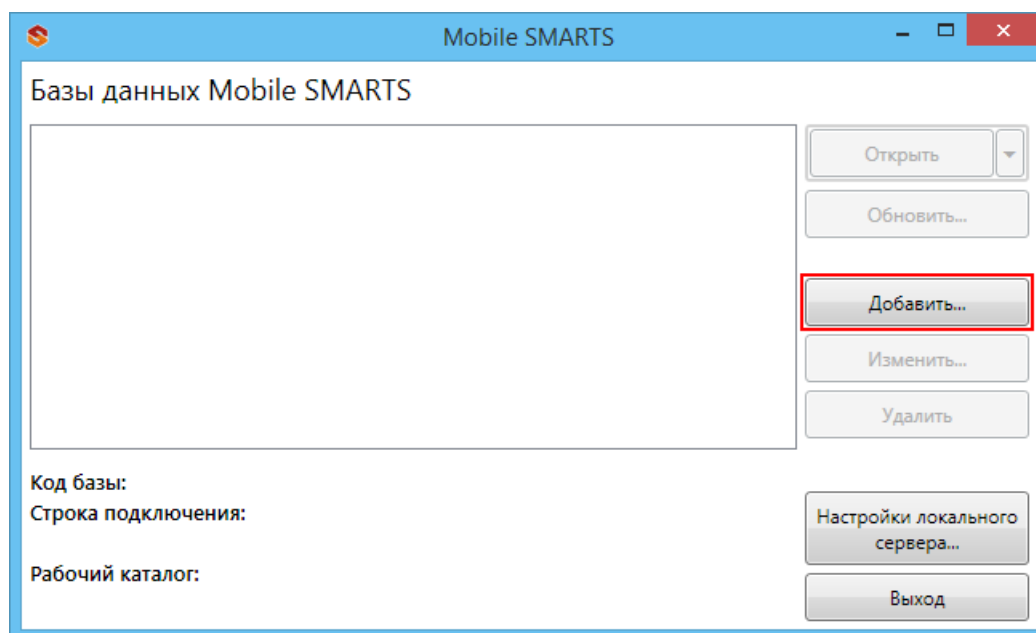 Mobile SMARTS
Базы данных Mobile SMARTS
Открыть
Обновить...
Добавить...
Изменить...
Удалить
Код базы:
Строка подключения:
Настройки локального
сервера...
Рабочий каталог:
Выход